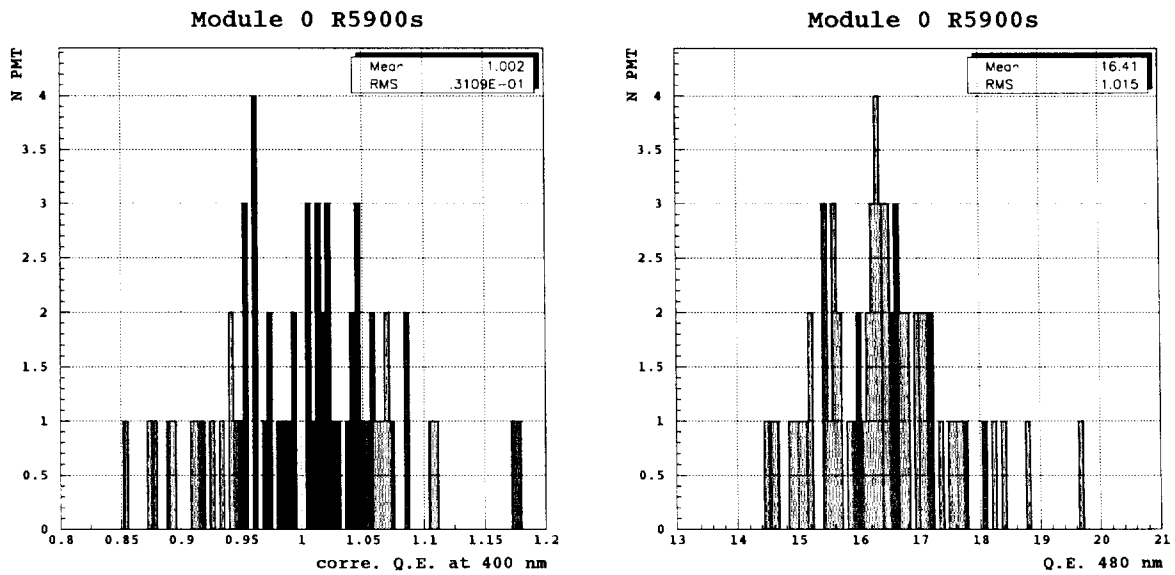 Module 0 R5900s
N PMT
Mean 1.002
RMS .3109E-01
4
3.5
3
2.5
2
1.5
1
0.5
0
0.8 0.85 0.9 0.95 1 1.05 1.1 1.15 1.2
corre. Q.E. at 400 nm
Module 0 R5900s
N PMT
Mean 16.41
RMS 1.015
4
3.5
3
2.5
2
1.5
1
0.5
0
13 14 15 16 17 18 19 20 21
Q.E. 480 nm